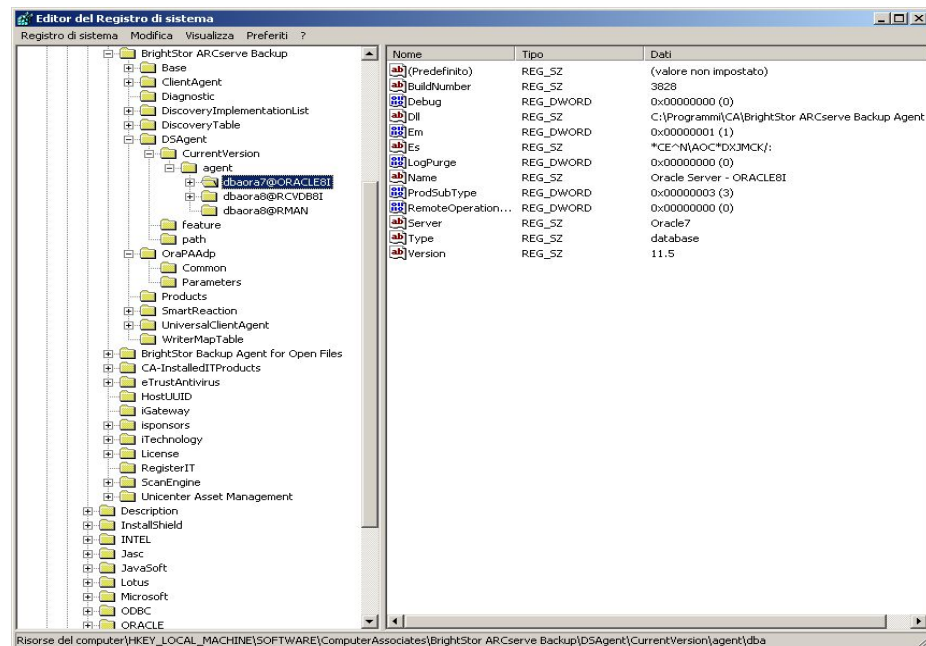 Editor del Registro di sistema
Registro di sistema Modifica Visualizza Preferiti ?
BrightStor ARCserve Backup
Base
ClientAgent
Diagnostic
DiscoveryImplementationList
DiscoveryTable
DSAgent
CurrentVersion
agent
dbaora7@ORACLE8I
dbaora8@RCVDB8I
dbaora8@RMAN
feature
path
OraPAAdp
Common
Parameters
Products
SmartReaction
UniversalClientAgent
WriterMapTable
BrightStor Backup Agent for Open Files
CA-InstalledITProducts
eTrustAntivirus
HostUUID
iGateway
isponsors
iTechnology
License
RegisterIT
ScanEngine
Unicenter Asset Management
Description
InstallShield
INTEL
Jasc
JavaSoft
Lotus
Microsoft
ODBC
ORACLE
Nome Tipo Dati
(Predefinito) REG_SZ (valore non impostato)
BuildNumber REG_SZ 3828
Debug REG_DWORD 0x00000000 (0)
Dll REG_SZ C:\Programmi\CA\BrightStor ARCserve Backup Agent
Em REG_DWORD 0x00000001 (1)
Es REG_SZ *CE^N\AOC*DXJMCK/:
LogPurge REG_DWORD 0x00000000 (0)
Name REG_SZ Oracle Server - ORACLE8I
ProdSubType REG_DWORD 0x00000003 (3)
RemoteOperation... REG_DWORD 0x00000000 (0)
Server REG_SZ Oracle7
Type REG_SZ database
Version REG_SZ 11.5
Risorse del computer\HKEY_LOCAL_MACHINE\SOFTWARE\ComputerAssociates\BrightStor ARCserve Backup\DSAgent\CurrentVersion\agent\dba